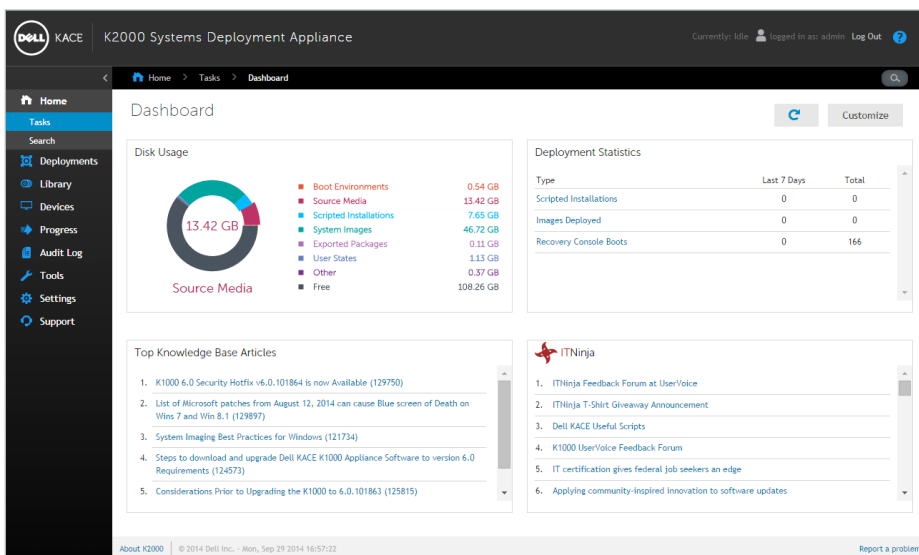 DELL KACE K2000 Systems Deployment Appliance
Currently: Idle logged in as: admin Log Out ?
Home > Tasks > Dashboard
Home
Tasks
Search
Deployments
Library
Devices
Progress
Audit Log
Tools
Settings
Support
Dashboard
Customize
Disk Usage
13.42 GB
Source Media
Boot Environments 0.54 GB
Source Media 13.42 GB
Scripted Installations 7.65 GB
System Images 46.72 GB
Exported Packages 0.11 GB
User States 1.13 GB
Other 0.37 GB
Free 108.26 GB
Deployment Statistics
Type Last 7 Days Total
Scripted Installations 0 0
Images Deployed 0 0
Recovery Console Boots 0 166
Top Knowledge Base Articles
1. K1000 6.0 Security Hotfix v6.0.101864 is now Available (129750)
2. List of Microsoft patches from August 12, 2014 can cause Blue screen of Death on
Wins 7 and Win 8.1 (129897)
3. System Imaging Best Practices for Windows (121734)
4. Steps to download and upgrade Dell KACE K1000 Appliance Software to version 6.0
Requirements (124573)
5. Considerations Prior to Upgrading the K1000 to 6.0.101863 (125815)
ITNinja
1. ITNinja Feedback Forum at UserVoice
2. ITNinja T-Shirt Giveaway Announcement
3. Dell KACE Useful Scripts
4. K1000 UserVoice Feedback Forum
5. IT certification gives federal job seekers an edge
6. Applying community-inspired innovation to software updates
About K2000 © 2014 Dell Inc. - Mon, Sep 29 2014 16:57:22
Report a problem